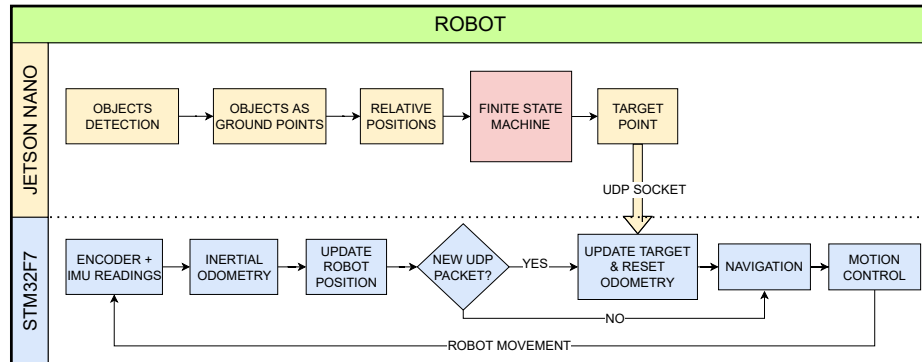 ROBOT
JETSON NANO
OBJECTS
DETECTION
OBJECTS AS
GROUND POINTS
RELATIVE
POSITIONS
FINITE STATE
MACHINE
TARGET
POINT
UDP SOCKET
STM32F7
ENCODER +
IMU READINGS
INERTIAL
ODOMETRY
UPDATE
ROBOT
POSITION
NEW UDP
PACKET?
YES
UPDATE TARGET
& RESET
ODOMETRY
NAVIGATION
MOTION
CONTROL
NO
ROBOT MOVEMENT